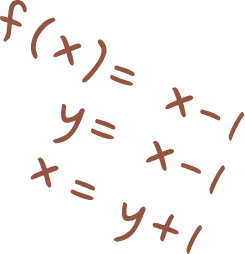 f(x) = x - 1
y = x - 1
x = y + 1